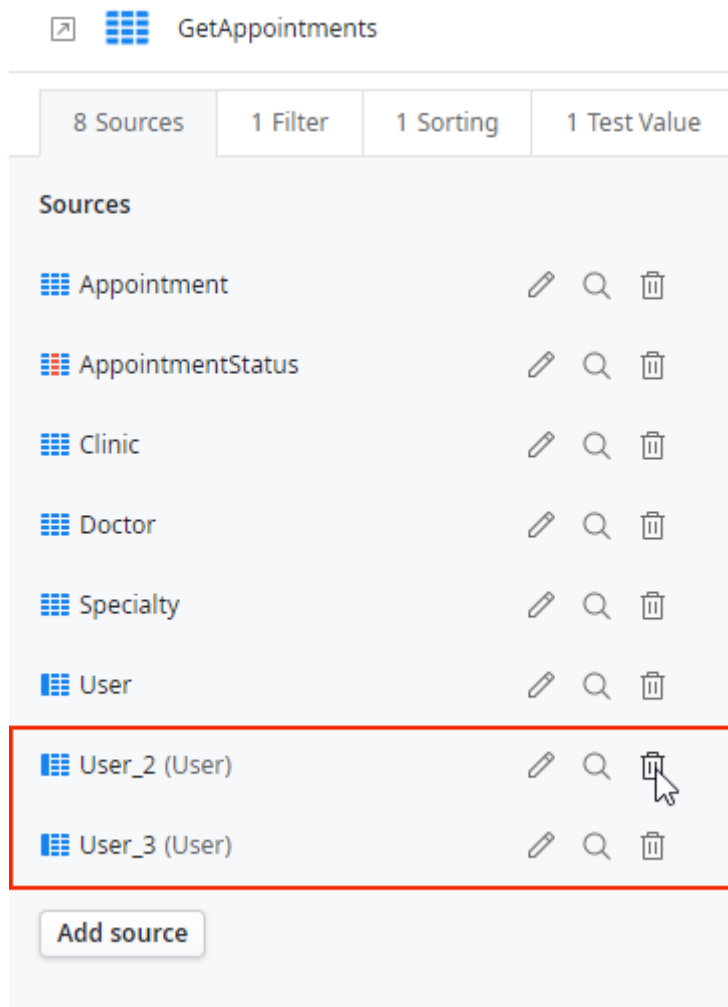 GetAppointments
8 Sources 1 Filter 1 Sorting 1 Test Value
Sources
Appointment
AppointmentStatus
Clinic
Doctor
Specialty
User
User_2 (User)
User_3 (User)
Add source